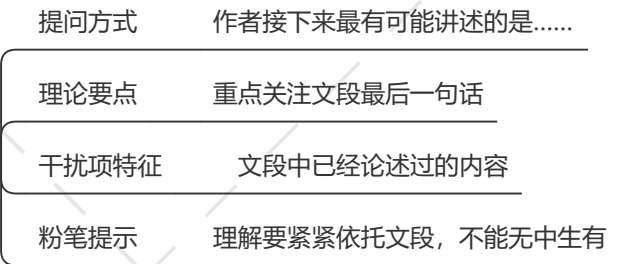 提问方式 作者接下来最有可能讲述的是……
理论要点 重点关注文段最后一句话
干扰项特征 文段中已经论述过的内容
粉笔提示 理解要紧紧依托文段，不能无中生有